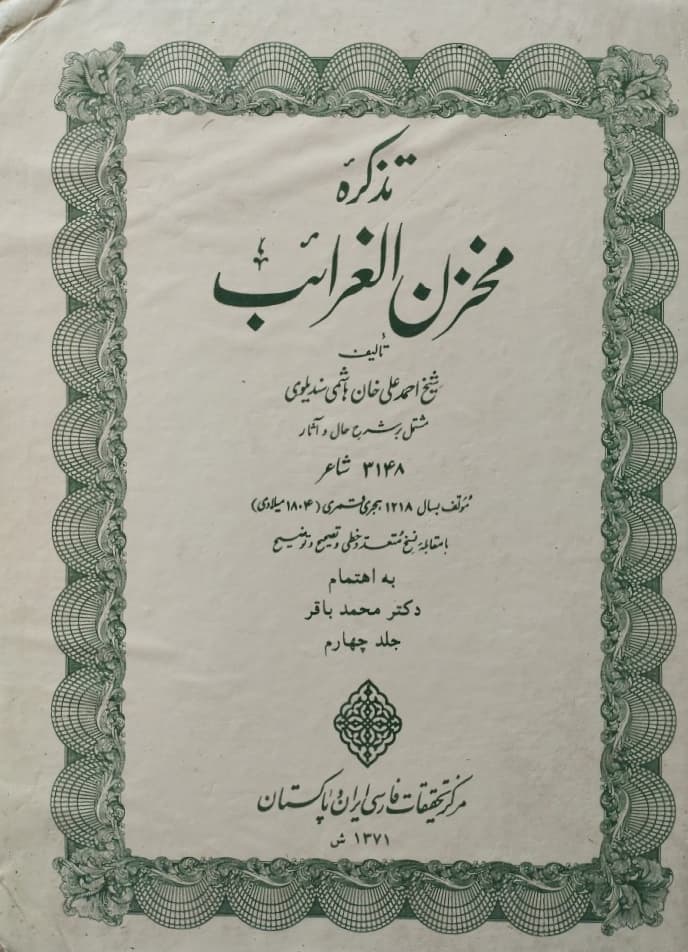 تذکرهٔ
مخزن الغرائب
تألیف
شیخ احمد علی خان هاشمی سندیلوی
مشتمل بر شرح حال و آثار
۳۱۴۸ شاعر
مؤلف بسال ۱۲۱۸ هجری قمری (۱۸۰۴ میلادی)
با مقابلهٔ نسخ متعدد خطی و تصحیح و توضیح
به اهتمام
دکتر محمد باقر
جلد چهارم
مرکز تحقیقات فارسی ایران و پاکستان
۱۳۷۱ ش